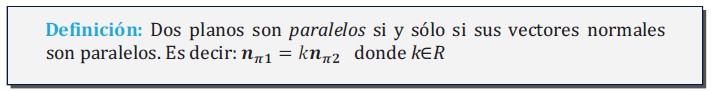 Definición: Dos planos son paralelos si y sólo si sus vectores normales
son paralelos. Es decir: nπ1 = knπ2 donde k∈R